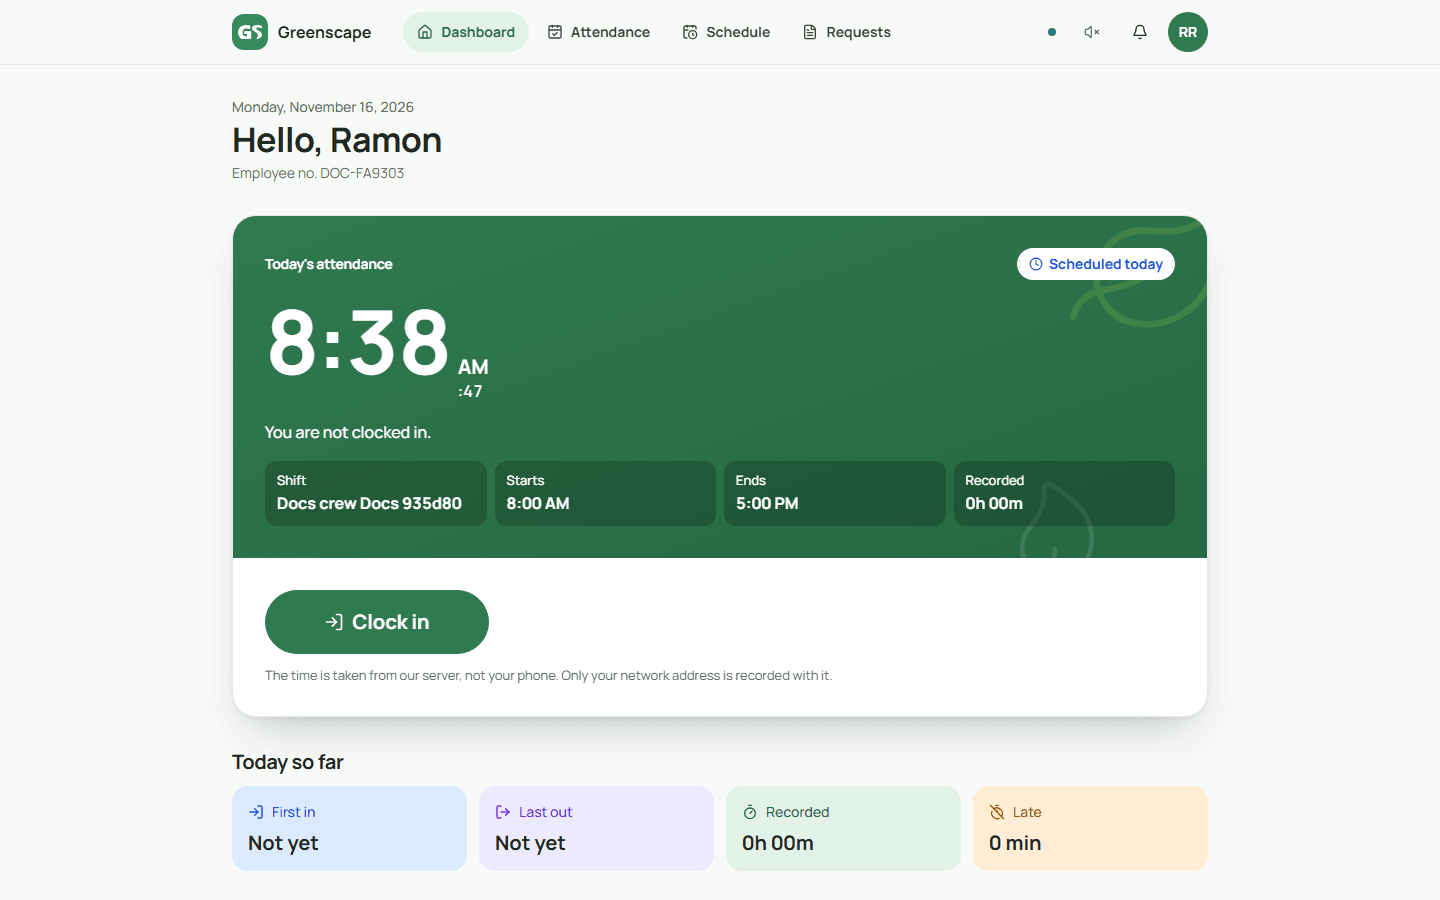 GS Greenscape Dashboard Attendance Schedule Requests RR
Monday, November 16, 2026
Hello, Ramon
Employee no. DOC-FA9303
Today's attendance Scheduled today
8:38 AM
:47
You are not clocked in.
Shift Starts Ends Recorded
Docs crew Docs 935d80 8:00 AM 5:00 PM 0h 00m
Clock in
The time is taken from our server, not your phone. Only your network address is recorded with it.
Today so far
First in Last out Recorded Late
Not yet Not yet 0h 00m 0 min